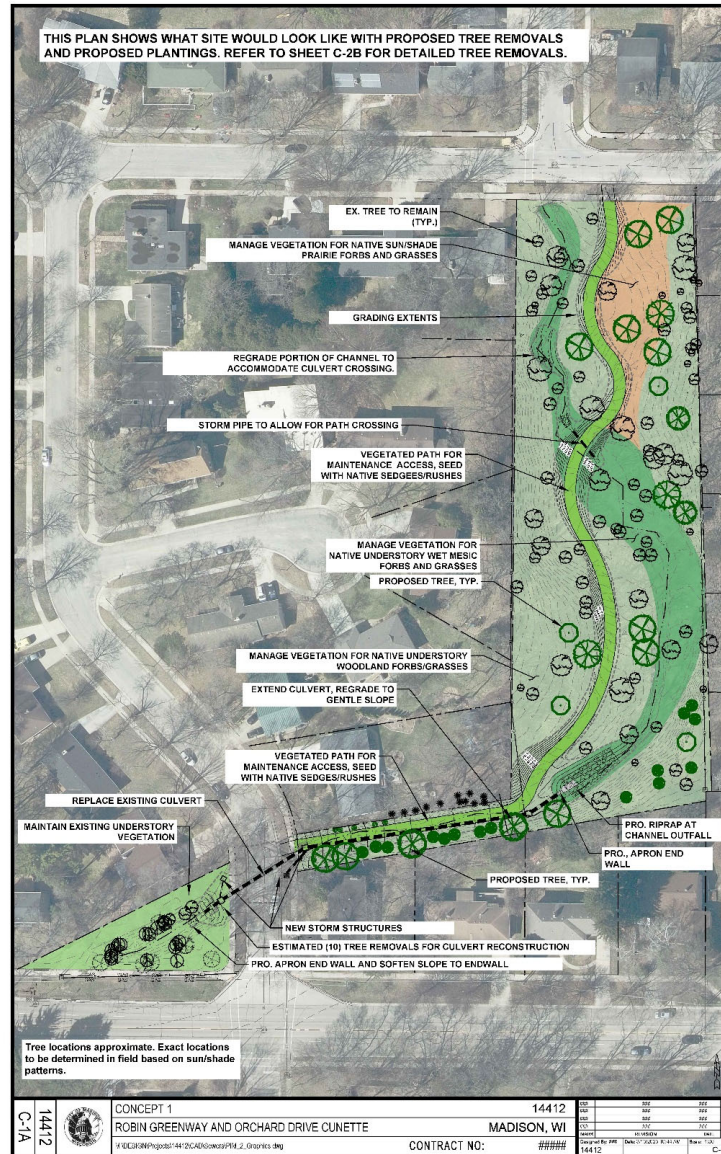 THIS PLAN SHOWS WHAT SITE WOULD LOOK LIKE WITH PROPOSED TREE REMOVALS
AND PROPOSED PLANTINGS. REFER TO SHEET C-2B FOR DETAILED TREE REMOVALS.
EX. TREE TO REMAIN
(TYP.)
MANAGE VEGETATION FOR NATIVE SUN/SHADE
PRAIRIE FORBS AND GRASSES
GRADING EXTENTS
REGRADE PORTION OF CHANNEL TO
ACCOMMODATE CULVERT CROSSING.
STORM PIPE TO ALLOW FOR PATH CROSSING
VEGETATED PATH FOR
MAINTENANCE ACCESS, SEED
WITH NATIVE SEDGEES/RUSHES
MANAGE VEGETATION FOR
NATIVE UNDERSTORY WET MESIC
FORBS AND GRASSES
PROPOSED TREE, TYP.
MANAGE VEGETATION FOR NATIVE UNDERSTORY
WOODLAND FORBS/GRASSES
EXTEND CULVERT, REGRADE TO
GENTLE SLOPE
VEGETATED PATH FOR
MAINTENANCE ACCESS, SEED
WITH NATIVE SEDGES/RUSHES
REPLACE EXISTING CULVERT
MAINTAIN EXISTING UNDERSTORY
VEGETATION
PRO. RIPRAP AT
CHANNEL OUTFALL
PRO., APRON END
WALL
PROPOSED TREE, TYP.
NEW STORM STRUCTURES
ESTIMATED (10) TREE REMOVALS FOR CULVERT RECONSTRUCTION
PRO. APRON END WALL AND SOFTEN SLOPE TO ENDWALL
Tree locations approximate. Exact locations
to be determined in field based on sun/shade
patterns.
C-1A
14412
CONCEPT 1
14412
ROBIN GREENWAY AND ORCHARD DRIVE CUNETTE
MADISON, WI
CONTRACT NO:
#####
14412